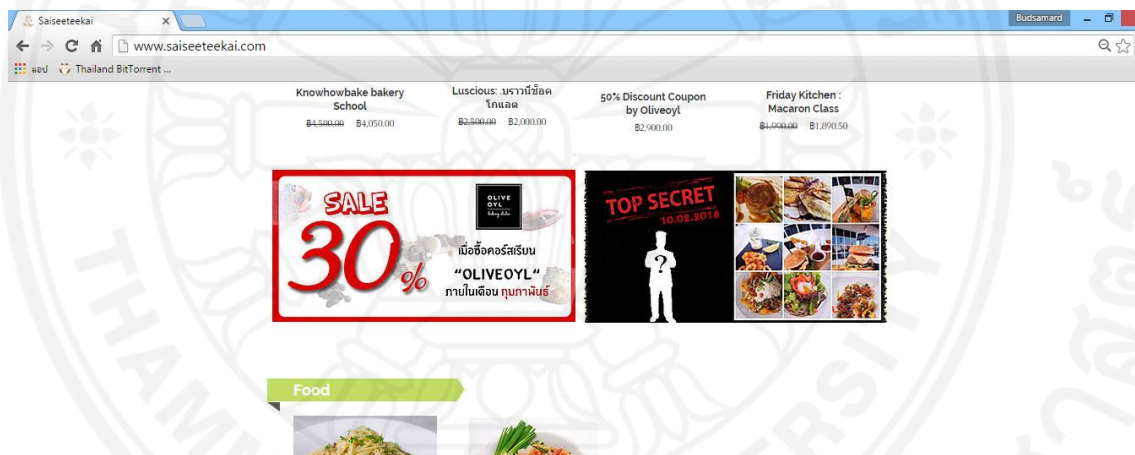 Saiseeteekai
Budsamard
www.saiseeteekai.com
แอป Thailand BitTorrent ...
Knowhowbake bakery
School
฿4,500.00 ฿4,050.00
Luscious: .บราวนี่ช็อค
โกแลต
฿2,500.00 ฿2,000.00
50% Discount Coupon
by Oliveoyl
฿2,900.00
Friday Kitchen :
Macaron Class
฿1,990.00 ฿1,890.50
SALE
30%
OLIVE
OYL
เมื่อซื้อคอร์สเรียน
“OLIVEOYL“
ภายในเดือน กุมภาพันธ์
TOP SECRET
10.02.2016
?
Food